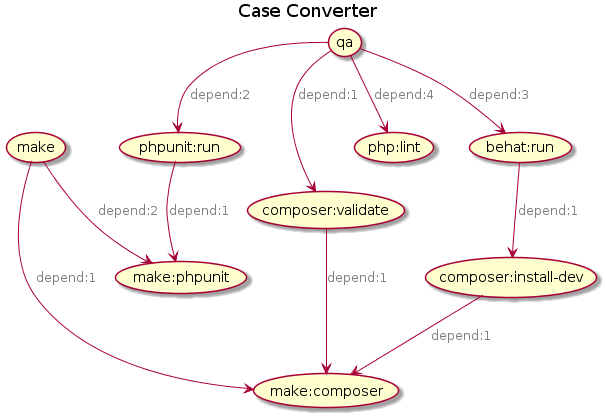 Case Converter
qa
depend:2
depend:1
depend:4
depend:3
make
phpunit:run
php:lint
behat:run
depend:2
depend:1
composer:validate
depend:1
depend:1
make:phpunit
depend:1
composer:install-dev
depend:1
make:composer